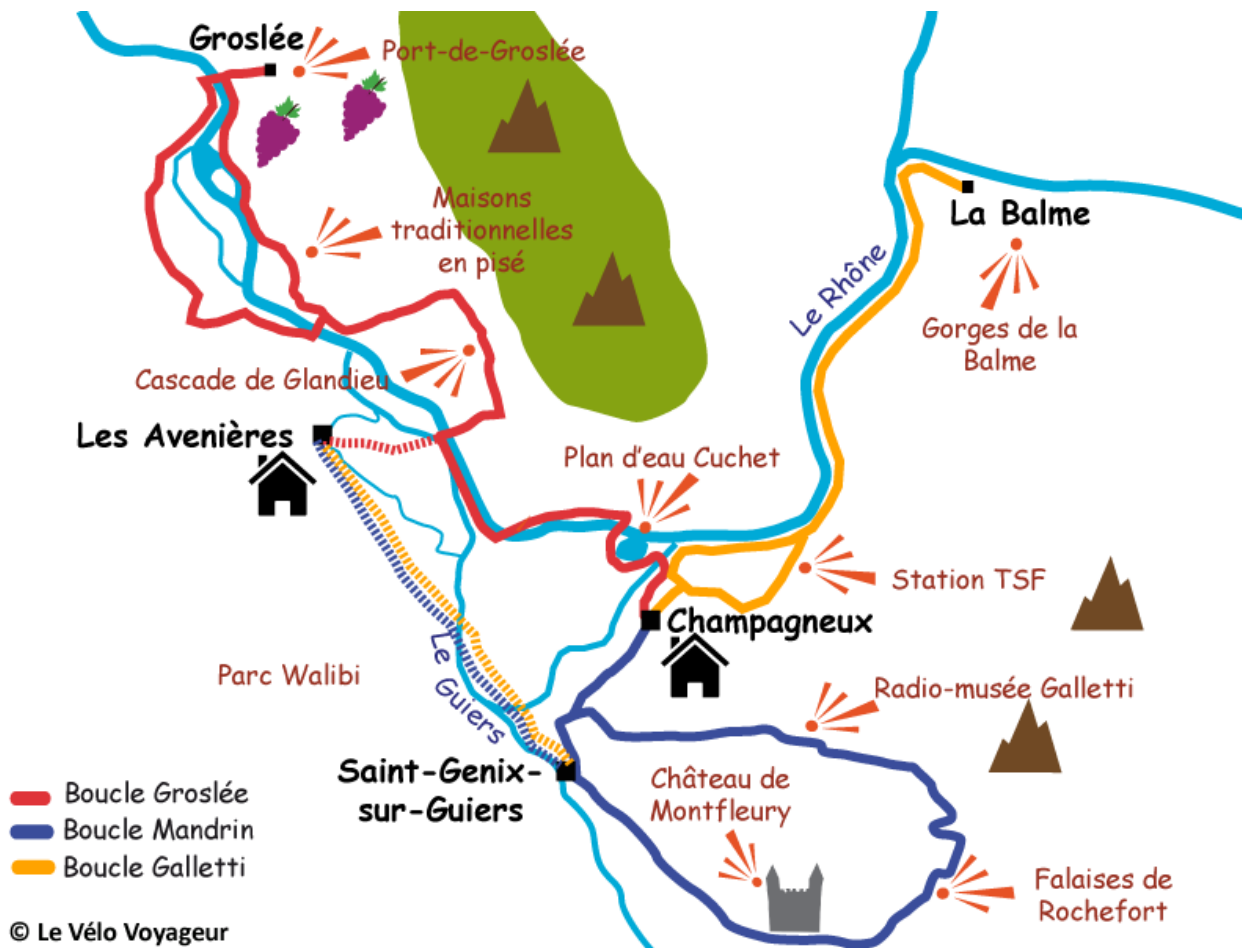 Groslée
Port-de-Groslée
Maisons
traditionnelles
en pisé
La Balme
Le Rhône
Gorges de la
Balme
Cascade de Glandieu
Les Avenières
Plan d'eau Cuchet
Station TSF
Champagneux
Parc Walibi
Le Guiers
Radio-musée Galletti
Saint-Genix-
sur-Guiers
Château de
Montfleury
Boucle Groslée
Boucle Mandrin
Boucle Galletti
Falaises de
Rochefort
© Le Vélo Voyageur